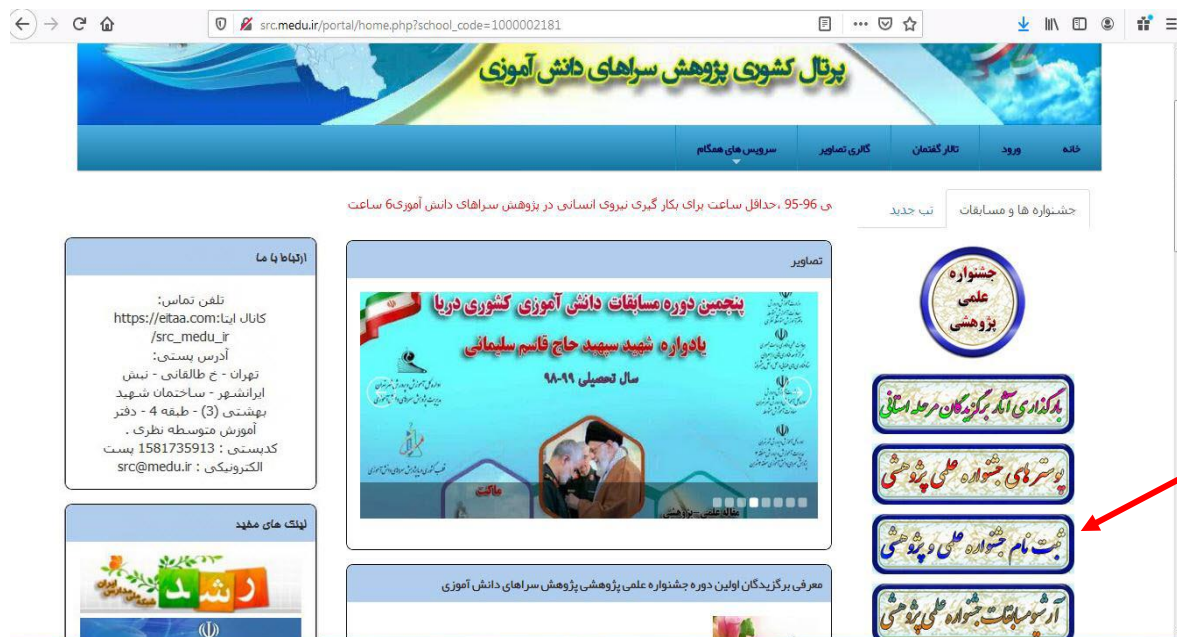 src.medu.ir/portal/home.php?school_code=1000002181
پرتال کشوری پژوهش سراهای دانش آموزی
خانه
ورود
تالار گفتمان
گالری تصاویر
سرویس های همگام
جشنواره ها و مسابقات
تب جدید
ی 96-95 ،حداقل ساعت برای بکار گیری نیروی انسانی در پژوهش سراهای دانش آموزی6 ساعت
جشنواره
علمی
پژوهشی
بارگذاری آثار برگزیدگان مرحله استانی
پوسترهای جشنواره علمی پژوهشی
ثبت نام جشنواره علمی و پژوهشی
آرشیو مسابقات جشنواره علمی پژوهشی
تصاویر
پنجمین دوره مسابقات دانش آموزی کشوری دریا
یادواره شهید سپهبد حاج قاسم سلیمانی
سال تحصیلی ۹۹-۹۸
ماکت
مقاله علمی-پژوهشی
معرفی برگزیدگان اولین دوره جشنواره علمی پژوهشی پژوهش سراهای دانش آموزی
ارتباط با ما
تلفن تماس:
کانال ایتا:https://eitaa.com
/src_medu_ir
آدرس پستی:
تهران - خ طالقانی - نبش
ایرانشهر - ساختمان شهید
بهشتی (3) - طبقه 4 - دفتر
آموزش متوسطه نظری .
کدپستی : 1581735913 پست
الکترونیکی : src@medu.ir
لینک های مفید
رشد